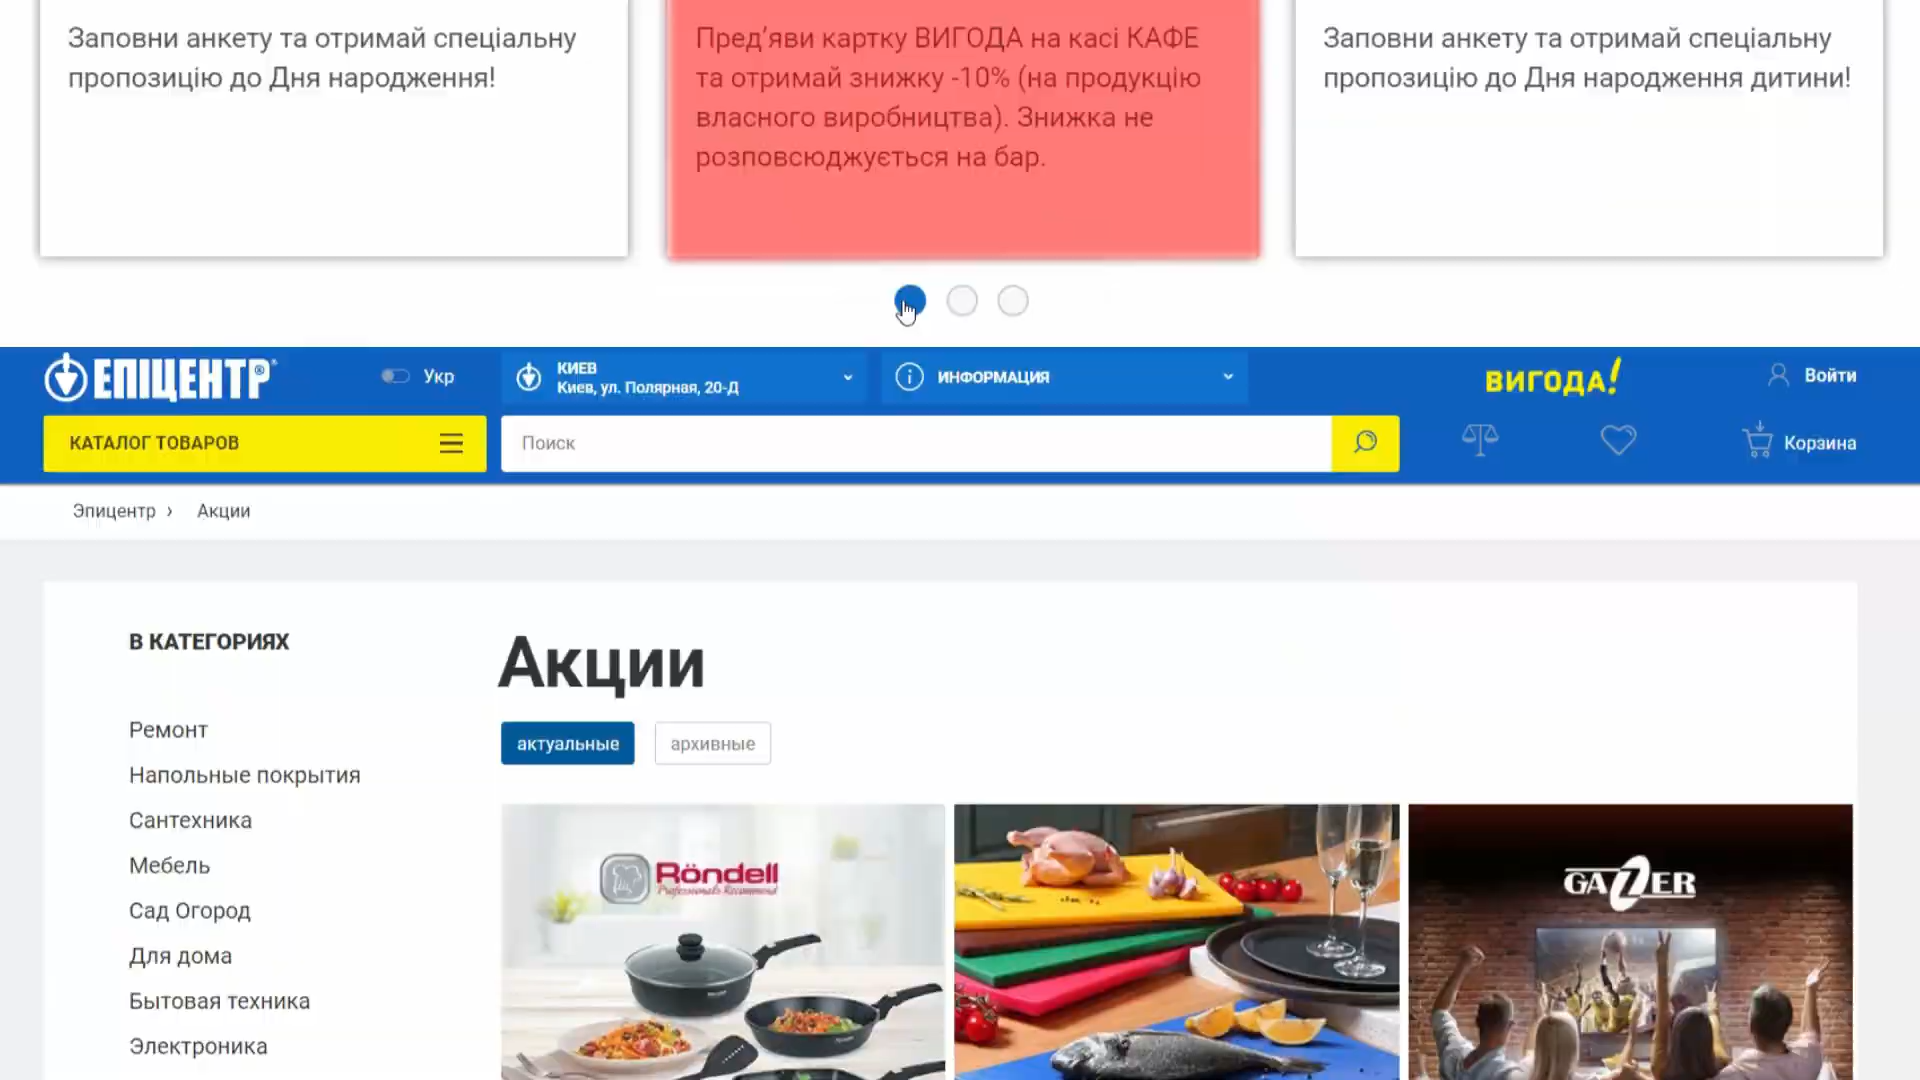 Заповни анкету та отримай спеціальну
пропозицію до Дня народження!
Пред’яви картку ВИГОДА на касі КАФЕ
та отримай знижку -10% (на продукцію
власного виробництва). Знижка не
розповсюджується на бар.
Заповни анкету та отримай спеціальну
пропозицію до Дня народження дитини!
ЕПІЦЕНТР®
Укр
КИЕВ
Киев, ул. Полярная, 20-Д
ИНФОРМАЦИЯ
ВИГОДА!
Войти
КАТАЛОГ ТОВАРОВ
Поиск
Корзина
Эпицентр › Акции
В КАТЕГОРИЯХ
Ремонт
Напольные покрытия
Сантехника
Мебель
Сад Огород
Для дома
Бытовая техника
Электроника
Акции
актуальные
архивные
Röndell
Professionals Recommend
GAZER